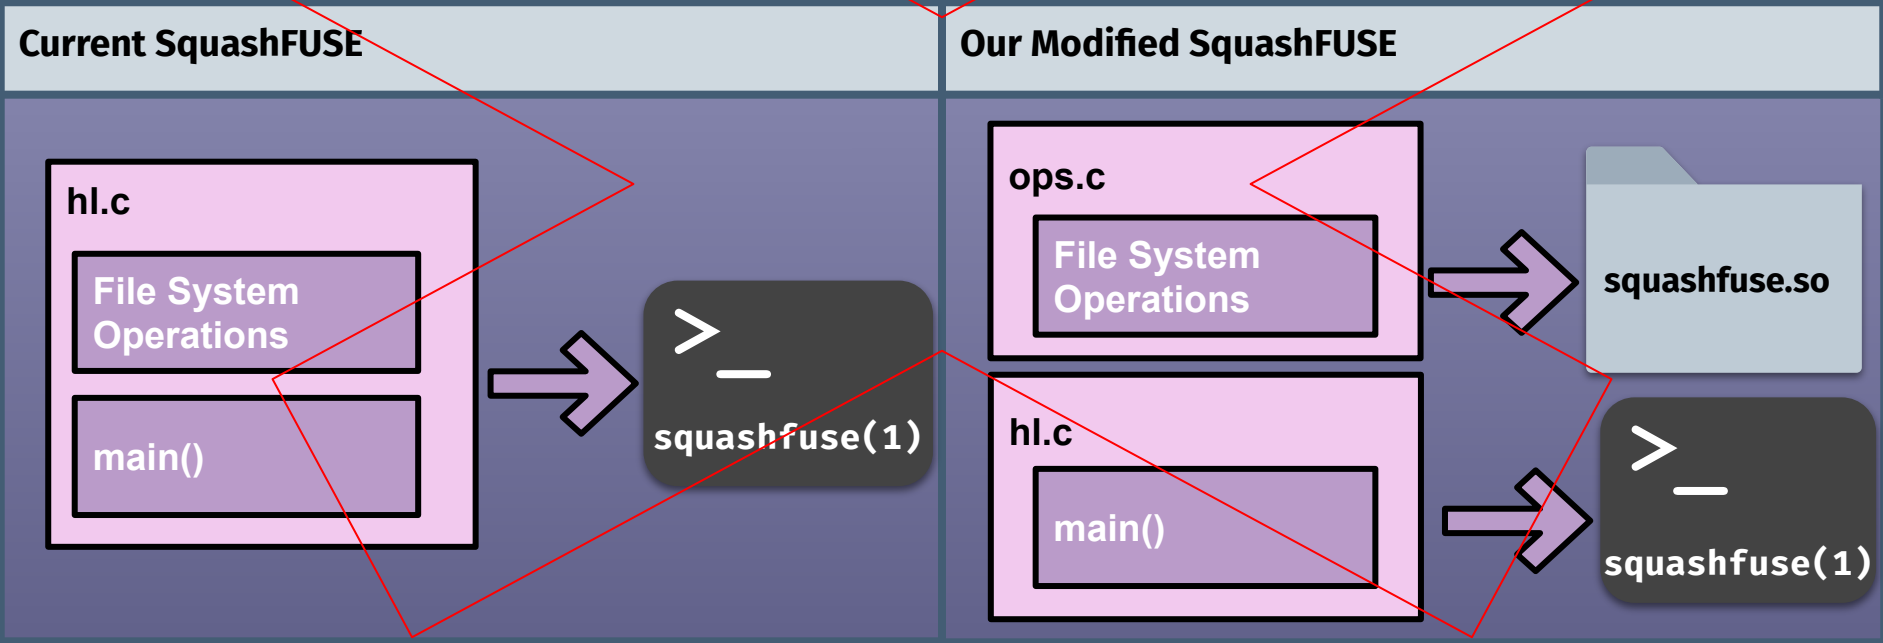 Current SquashFUSE
hl.c
File System
Operations
main()
>_
squashfuse(1)
Our Modified SquashFUSE
ops.c
File System
Operations
squashfuse.so
hl.c
main()
>_
squashfuse(1)